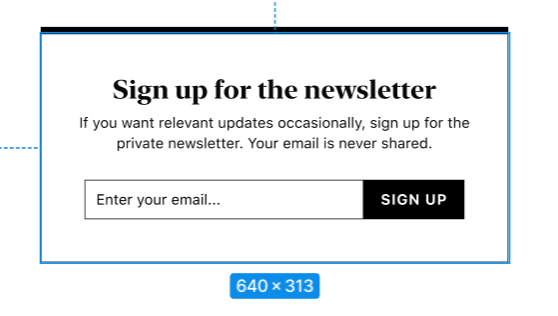 Sign up for the newsletter
If you want relevant updates occasionally, sign up for the
private newsletter. Your email is never shared.
Enter your email... SIGN UP
640 × 313